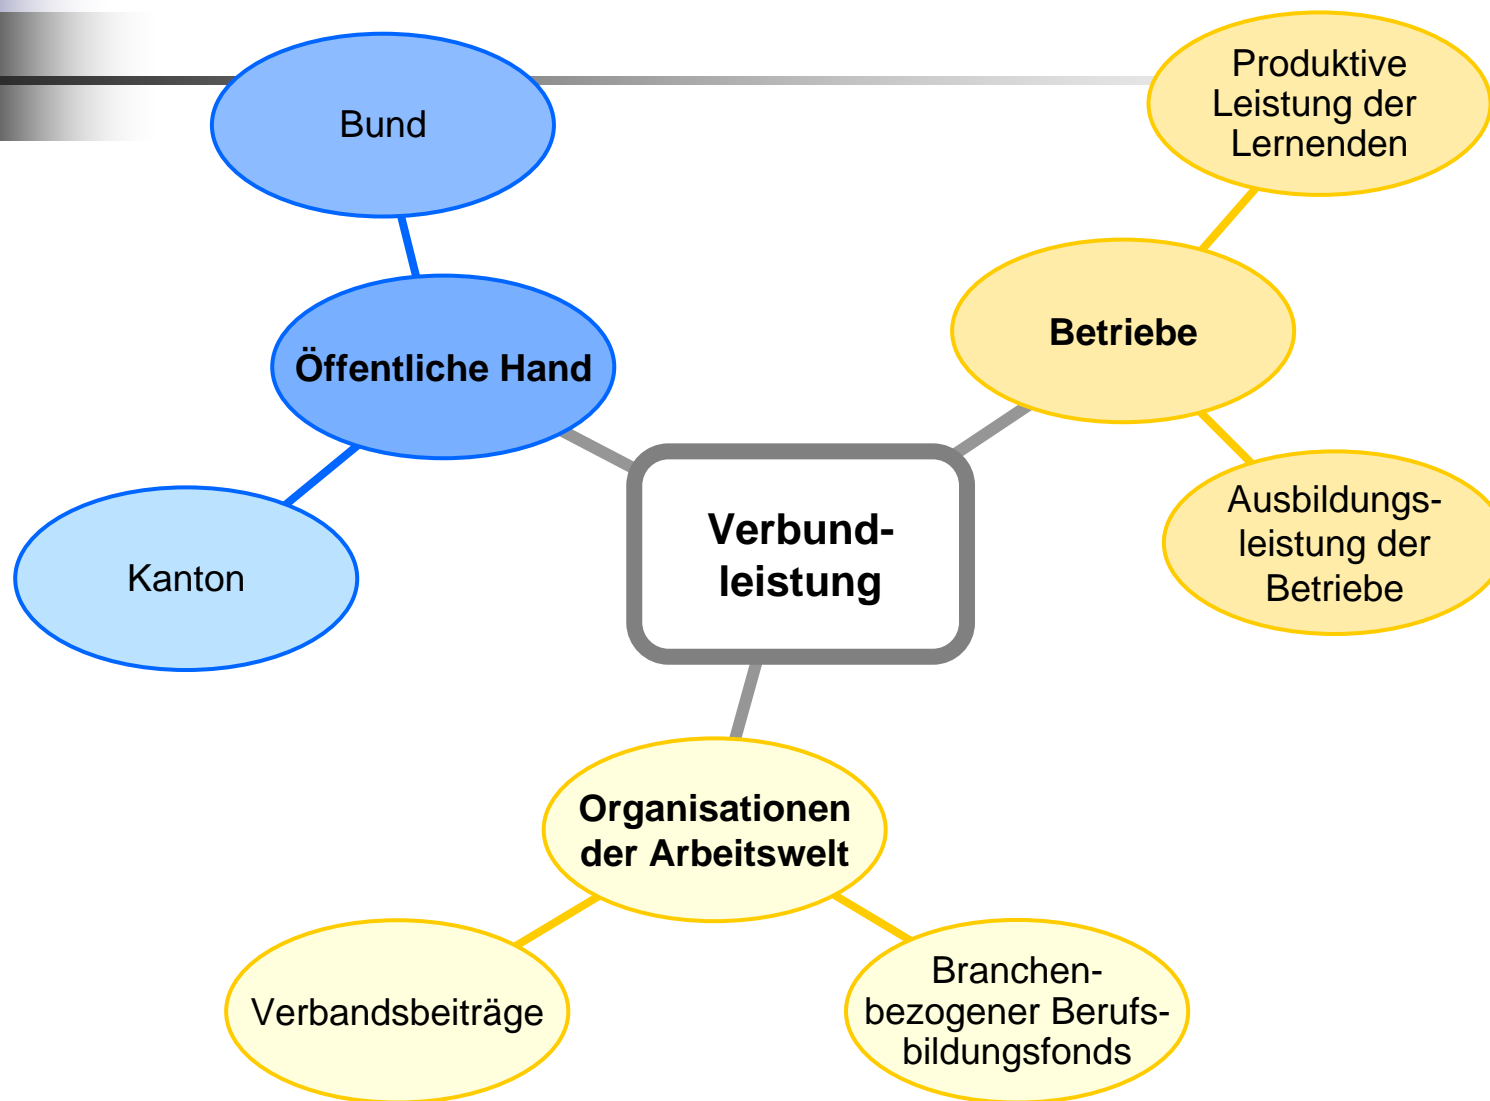 Bund
Öffentliche Hand
Kanton
Produktive
Leistung der
Lernenden
Betriebe
Ausbildungs-
leistung der
Betriebe
Verbund-
leistung
Organisationen
der Arbeitswelt
Verbandsbeiträge
Branchen-
bezogener Berufs-
bildungsfonds